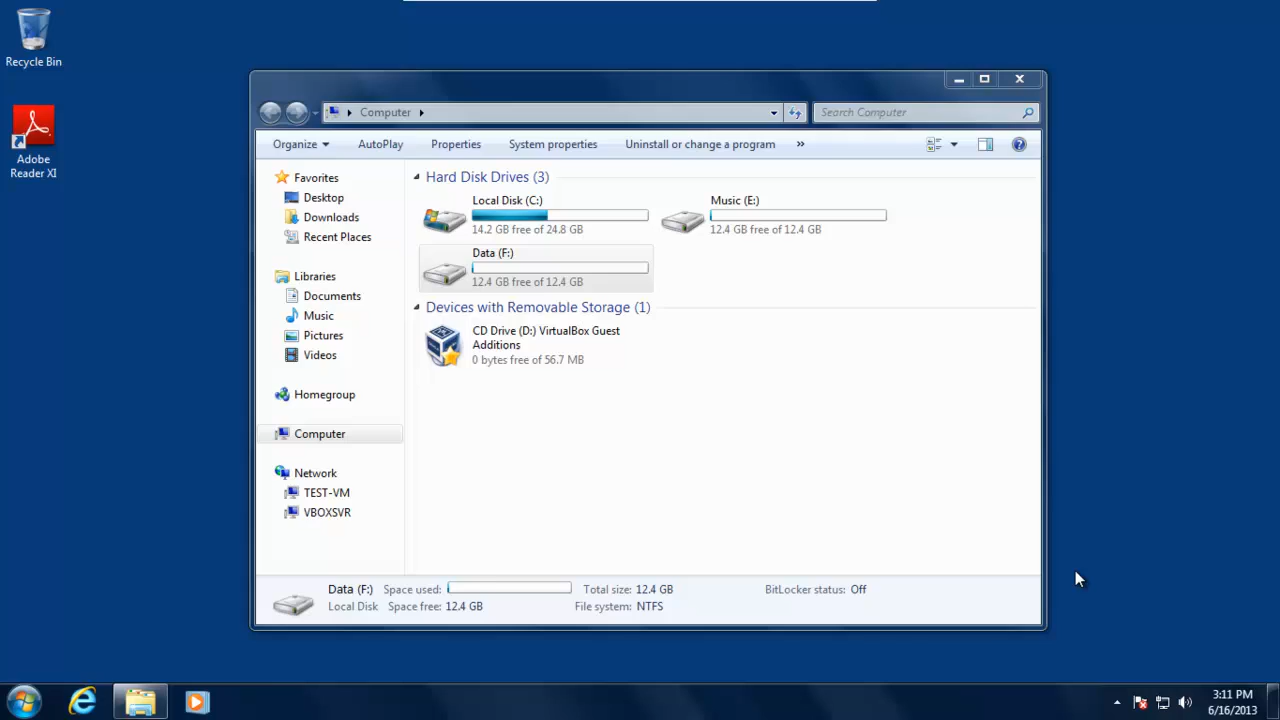 Recycle Bin
Adobe
Reader XI
Computer
Search Computer
Organize AutoPlay Properties System properties Uninstall or change a program »
Favorites
Desktop
Downloads
Recent Places
Libraries
Documents
Music
Pictures
Videos
Homegroup
Computer
Network
TEST-VM
VBOXSVR
Hard Disk Drives (3)
Local Disk (C:)
14.2 GB free of 24.8 GB
Music (E:)
12.4 GB free of 12.4 GB
Data (F:)
12.4 GB free of 12.4 GB
Devices with Removable Storage (1)
CD Drive (D:) VirtualBox Guest
Additions
0 bytes free of 56.7 MB
Data (F:) Space used: Total size: 12.4 GB BitLocker status: Off
Local Disk Space free: 12.4 GB File system: NTFS
3:11 PM
6/16/2013